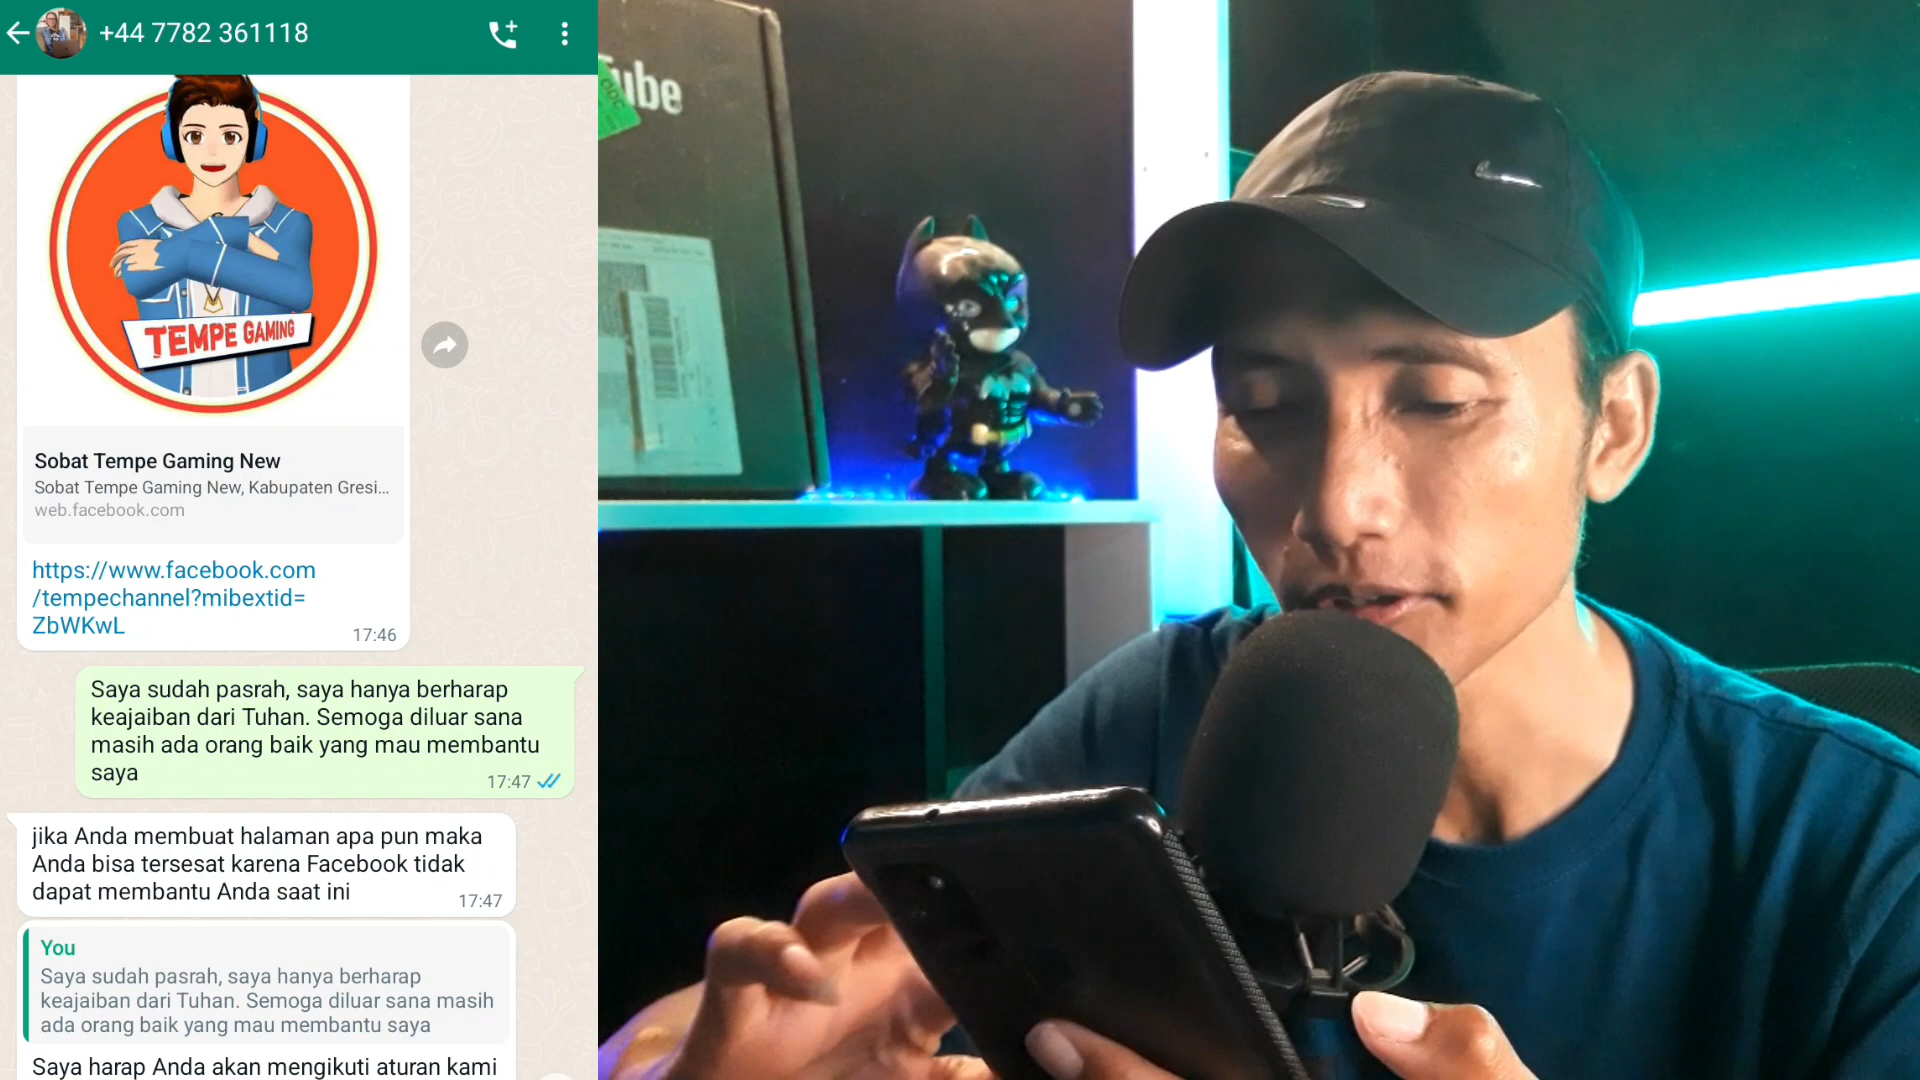 +44 7782 361118
TEMPE GAMING
Sobat Tempe Gaming New
Sobat Tempe Gaming New, Kabupaten Gresi...
web.facebook.com
https://www.facebook.com
/tempechannel?mibextid=
ZbWKwL
17:46
Saya sudah pasrah, saya hanya berharap
keajaiban dari Tuhan. Semoga diluar sana
masih ada orang baik yang mau membantu
saya
17:47
jika Anda membuat halaman apa pun maka
Anda bisa tersesat karena Facebook tidak
dapat membantu Anda saat ini
17:47
You
Saya sudah pasrah, saya hanya berharap
keajaiban dari Tuhan. Semoga diluar sana masih
ada orang baik yang mau membantu saya
Saya harap Anda akan mengikuti aturan kami